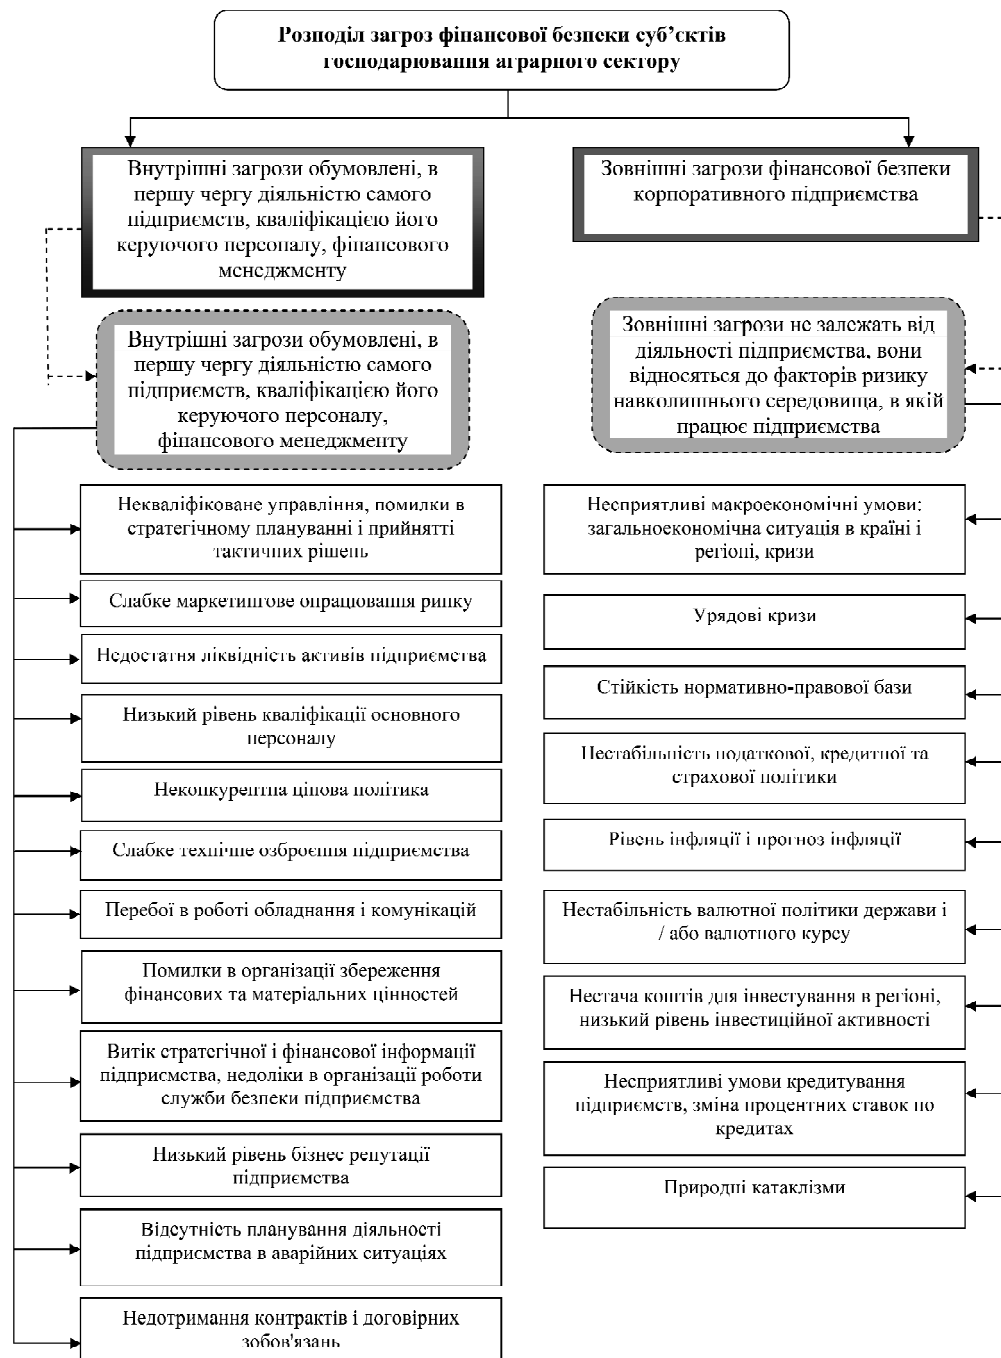 Розподіл загроз фінансової безпеки суб’єктів
господарювання аграрного сектору
Внутрішні загрози обумовлені, в
першу чергу діяльністю самого
підприємств, кваліфікацією його
керуючого персоналу, фінансового
менеджменту
Зовнішні загрози фінансової безпеки
корпоративного підприємства
Внутрішні загрози обумовлені, в
першу чергу діяльністю самого
підприємств, кваліфікацією його
керуючого персоналу,
фінансового менеджменту
Зовнішні загрози не залежать від
діяльності підприємства, вони
відносяться до факторів ризику
навколишнього середовища, в якій
працює підприємства
Некваліфіковане управління, помилки в
стратегічному плануванні і прийнятті
тактичних рішень
Слабке маркетингове опрацювання ринку
Недостатня ліквідність активів підприємства
Низький рівень кваліфікації основного
персоналу
Неконкурентна цінова політика
Слабке технічне озброєння підприємства
Перебої в роботі обладнання і комунікацій
Помилки в організації збереження
фінансових та матеріальних цінностей
Витік стратегічної і фінансової інформації
підприємства, недоліки в організації роботи
служби безпеки підприємства
Низький рівень бізнес репутації
підприємства
Відсутність планування діяльності
підприємства в аварійних ситуаціях
Недотримання контрактів і договірних
зобов'язань
Несприятливі макроекономічні умови:
загальноекономічна ситуація в країні і
регіоні, кризи
Урядові кризи
Стійкість нормативно-правової бази
Нестабільність податкової, кредитної та
страхової політики
Рівень інфляції і прогноз інфляції
Нестабільність валютної політики держави і
/ або валютного курсу
Нестача коштів для інвестування в регіоні,
низький рівень інвестиційної активності
Несприятливі умови кредитування
підприємств, зміна процентних ставок по
кредитах
Природні катаклізми